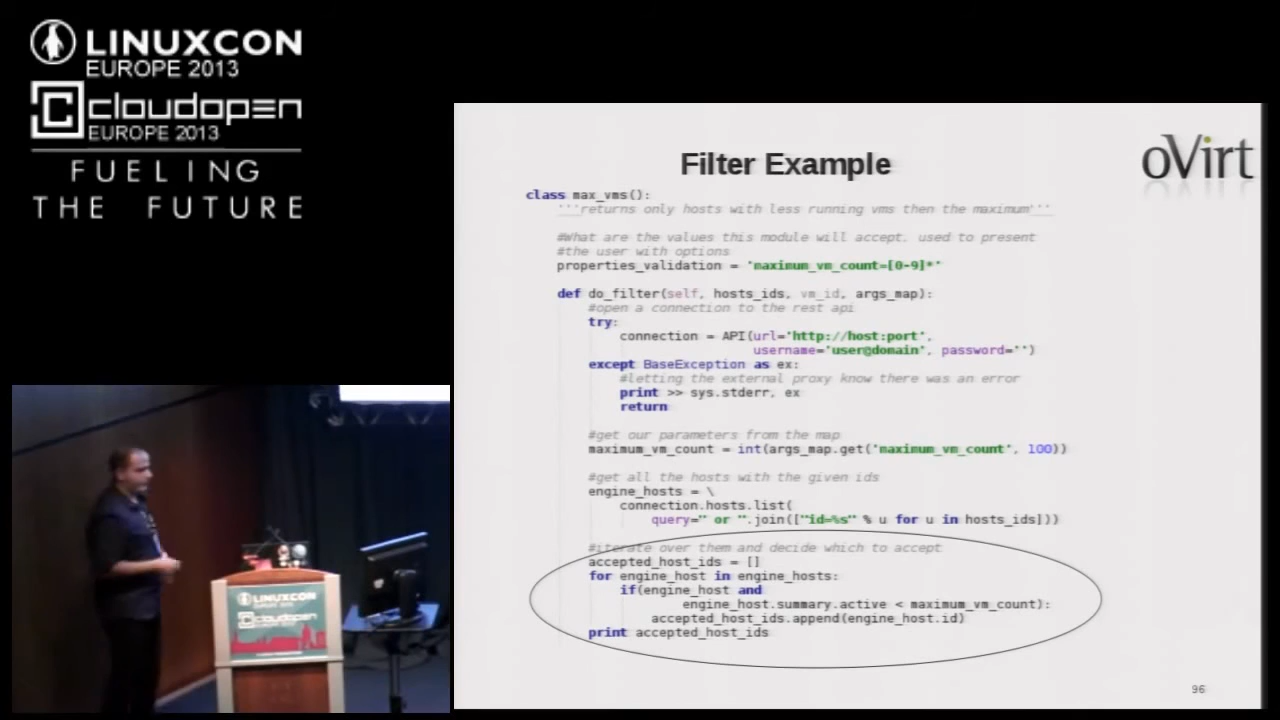 LINUXCON
EUROPE 2013
cloudopen
EUROPE 2013
FUELING
THE FUTURE
oVirt
Filter Example
class max_vms():
'''returns only hosts with less running vms then the maximum'''
#What are the values this module will accept, used to present
#the user with options
properties_validation = 'maximum_vm_count=[0-9]*'
def do_filter(self, hosts_ids, vm_id, args_map):
#open a connection to the rest api
try:
connection = API(url='http://host:port',
username='user@domain', password='')
except BaseException as ex:
#letting the external proxy know there was an error
print >> sys.stderr, ex
return
#get our parameters from the map
maximum_vm_count = int(args_map.get('maximum_vm_count', 100))
#get all the hosts with the given ids
engine_hosts = \
connection.hosts.list(
query=" or ".join(["id=%s" % u for u in hosts_ids]))
#iterate over them and decide which to accept
accepted_host_ids = []
for engine_host in engine_hosts:
if(engine_host and
engine_host.summary.active < maximum_vm_count):
accepted_host_ids.append(engine_host.id)
print accepted_host_ids
96
LINUXCON
cloudopen